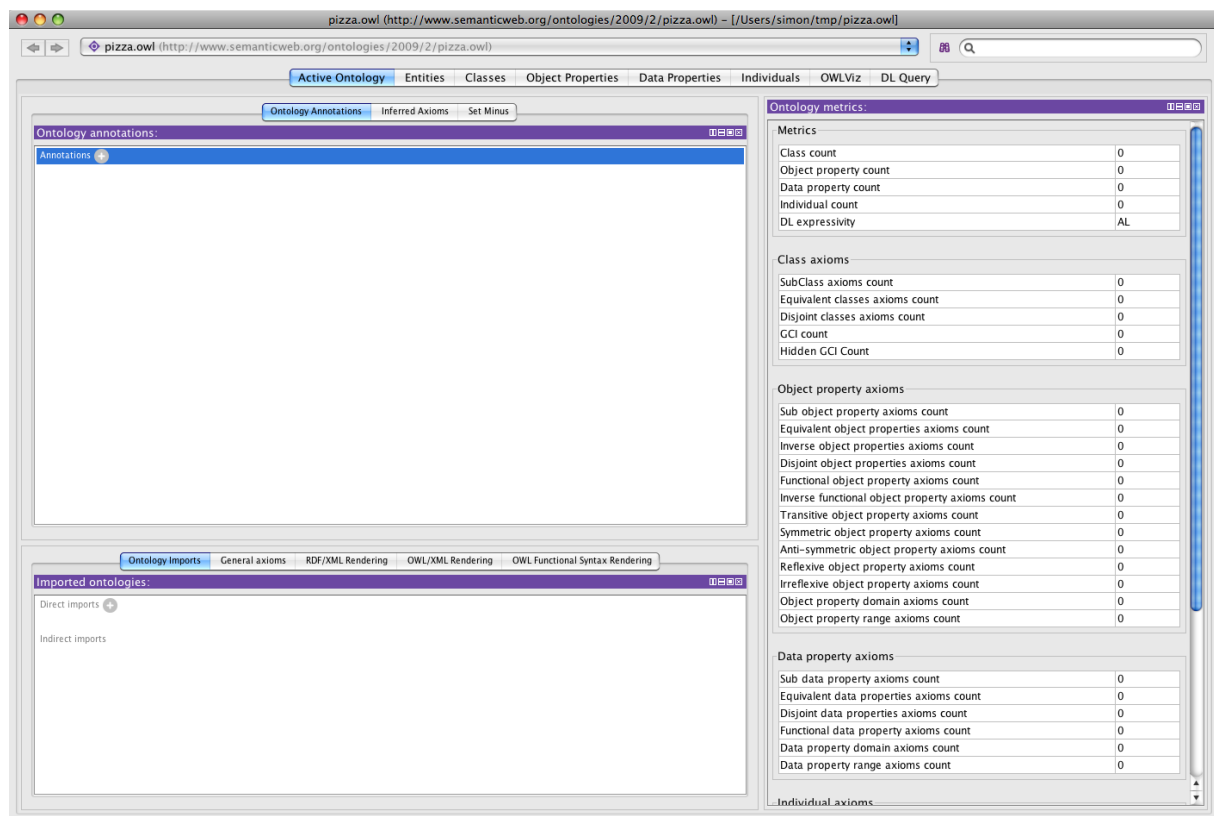 pizza.owl (http://www.semanticweb.org/ontologies/2009/2/pizza.owl) – [/Users/simon/tmp/pizza.owl]
pizza.owl (http://www.semanticweb.org/ontologies/2009/2/pizza.owl)
Active Ontology Entities Classes Object Properties Data Properties Individuals OWLViz DL Query
Ontology Annotations Inferred Axioms Set Minus
Ontology annotations:
Annotations
Ontology Imports General axioms RDF/XML Rendering OWL/XML Rendering OWL Functional Syntax Rendering
Imported ontologies:
Direct imports
Indirect imports
Ontology metrics:
Metrics
Class count 0
Object property count 0
Data property count 0
Individual count 0
DL expressivity AL
Class axioms
SubClass axioms count 0
Equivalent classes axioms count 0
Disjoint classes axioms count 0
GCI count 0
Hidden GCI Count 0
Object property axioms
Sub object property axioms count 0
Equivalent object properties axioms count 0
Inverse object properties axioms count 0
Disjoint object properties axioms count 0
Functional object property axioms count 0
Inverse functional object property axioms count 0
Transitive object property axioms count 0
Symmetric object property axioms count 0
Anti-symmetric object property axioms count 0
Reflexive object property axioms count 0
Irreflexive object property axioms count 0
Object property domain axioms count 0
Object property range axioms count 0
Data property axioms
Sub data property axioms count 0
Equivalent data properties axioms count 0
Disjoint data properties axioms count 0
Functional data property axioms count 0
Data property domain axioms count 0
Data property range axioms count 0
Individual axioms